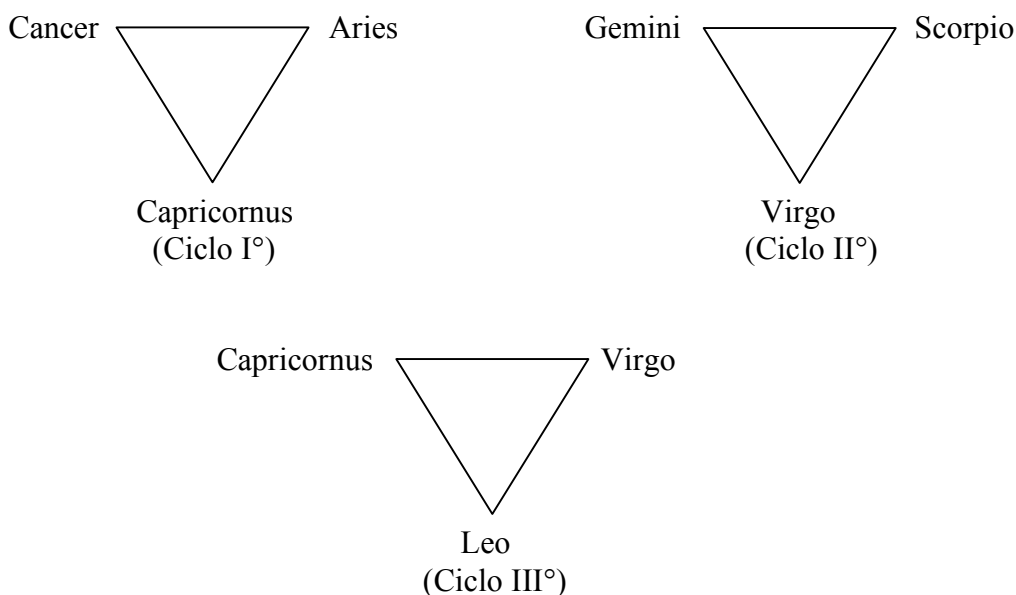 Cancer
Aries
Capricornus
(Ciclo I°)
Gemini
Scorpio
Virgo
(Ciclo II°)
Capricornus
Virgo
Leo
(Ciclo III°)